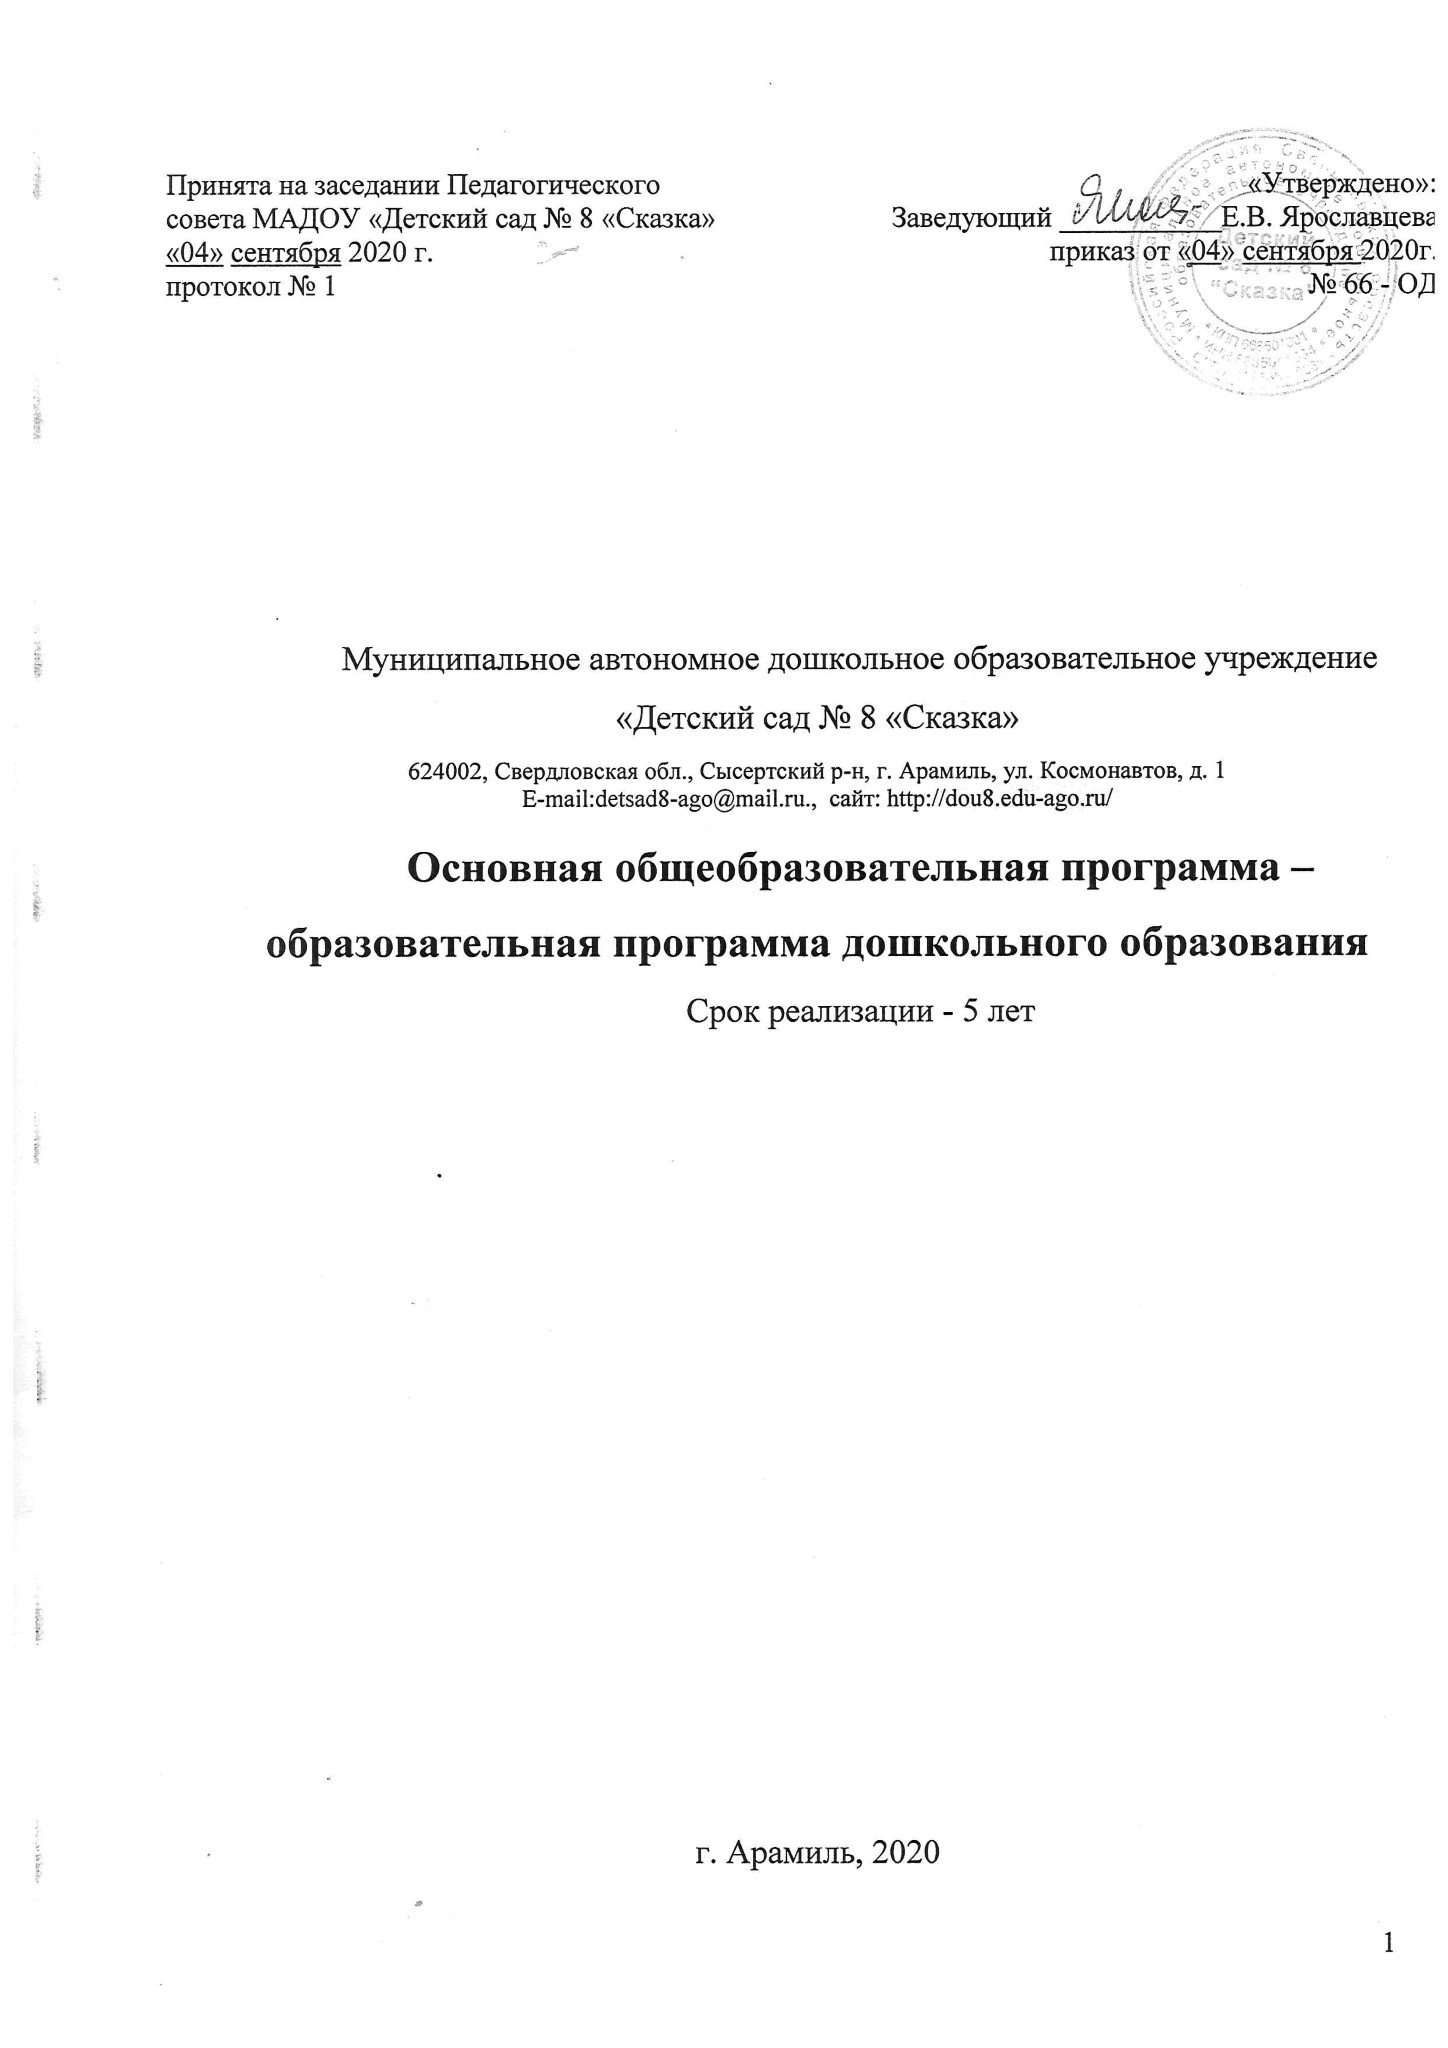 Принята на заседании Педагогического
совета МАДОУ «Детский сад № 8 «Сказка»
«04» сентября 2020 г.
протокол № 1
«Утверждено»:
Заведующий ____________Е.В. Ярославцева
приказ от «04» сентября 2020г.
№ 66 - ОД
Детский
"Сказка"
Муниципальное автономное дошкольное образовательное учреждение
«Детский сад № 8 «Сказка»
624002, Свердловская обл., Сысертский р-н, г. Арамиль, ул. Космонавтов, д. 1
E-mail:detsad8-ago@mail.ru., сайт: http://dou8.edu-ago.ru/
Основная общеобразовательная программа –
образовательная программа дошкольного образования
Срок реализации - 5 лет
г. Арамиль, 2020
1